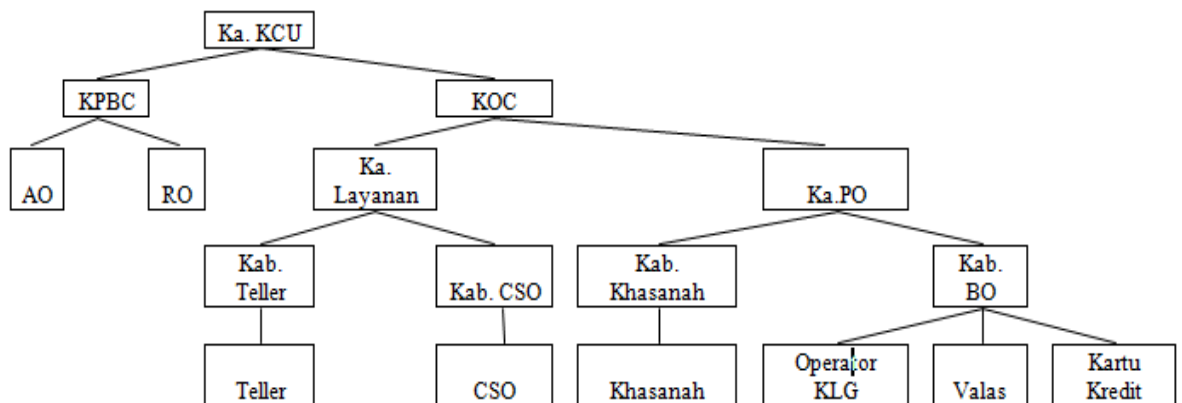 Ka. KCU
KPBC
KOC
AO
RO
Ka.
Layanan
Ka.PO
Kab.
Teller
Kab. CSO
Kab.
Khasanah
Kab.
BO
Teller
CSO
Khasanah
Operator
KLG
Valas
Kartu
Kredit